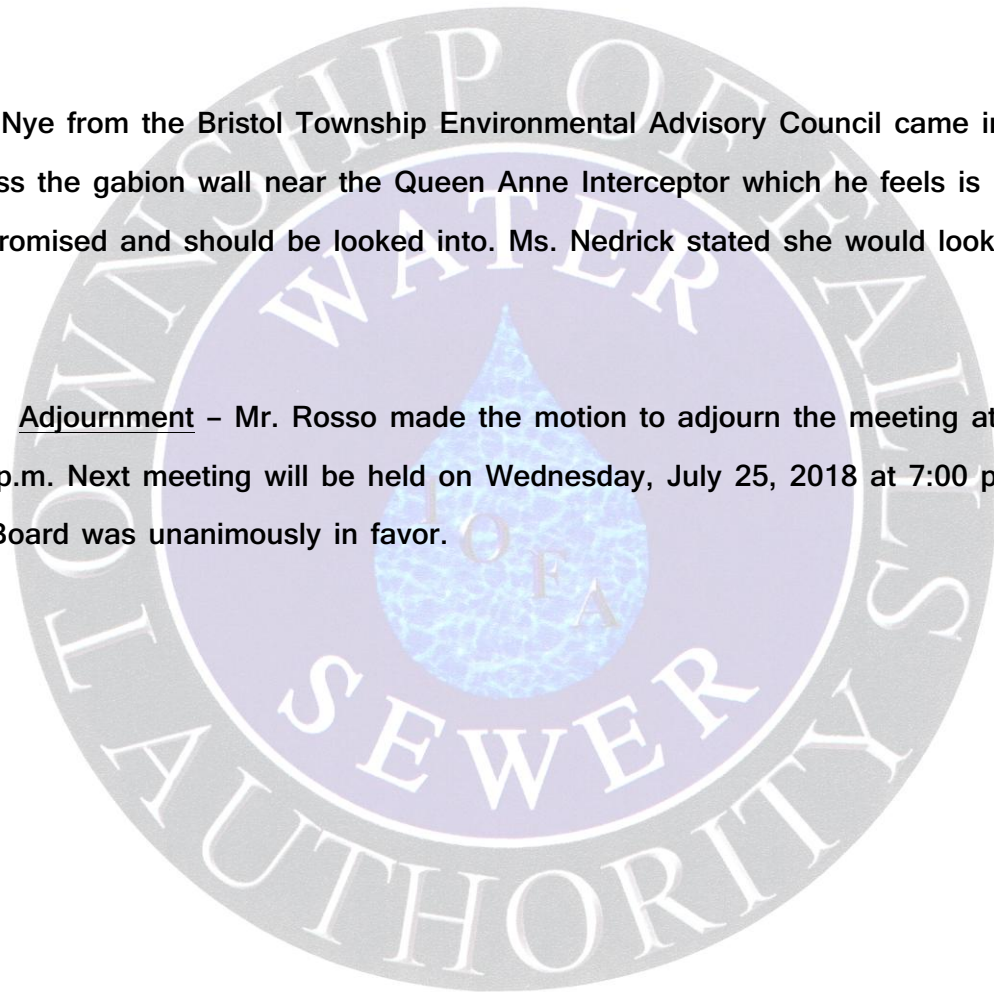 Nye from the Bristol Township Environmental Advisory Council came in
ss the gabion wall near the Queen Anne Interceptor which he feels is
romised and should be looked into. Ms. Nedrick stated she would look
Adjournment – Mr. Rosso made the motion to adjourn the meeting at
p.m. Next meeting will be held on Wednesday, July 25, 2018 at 7:00 p
Board was unanimously in favor.
TOWNSHIP OF FALLS
AUTHORITY
WATER
TOFA
SEWER